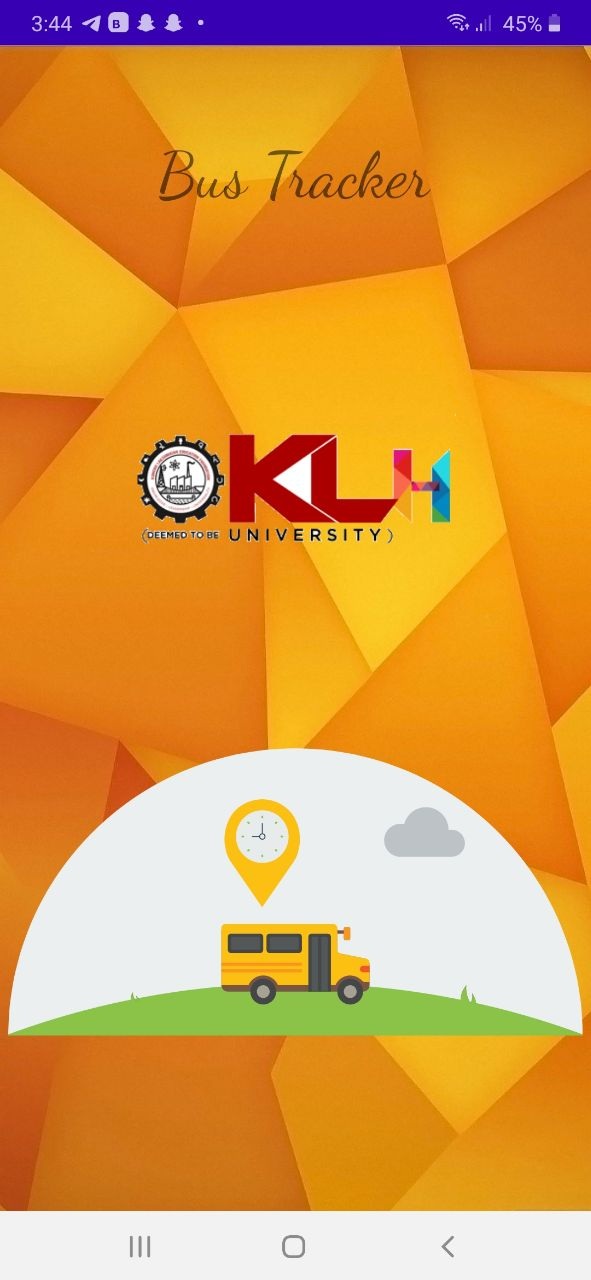 3:44
B
45%
Bus Tracker
KLH
(DEEMED TO BE UNIVERSITY)